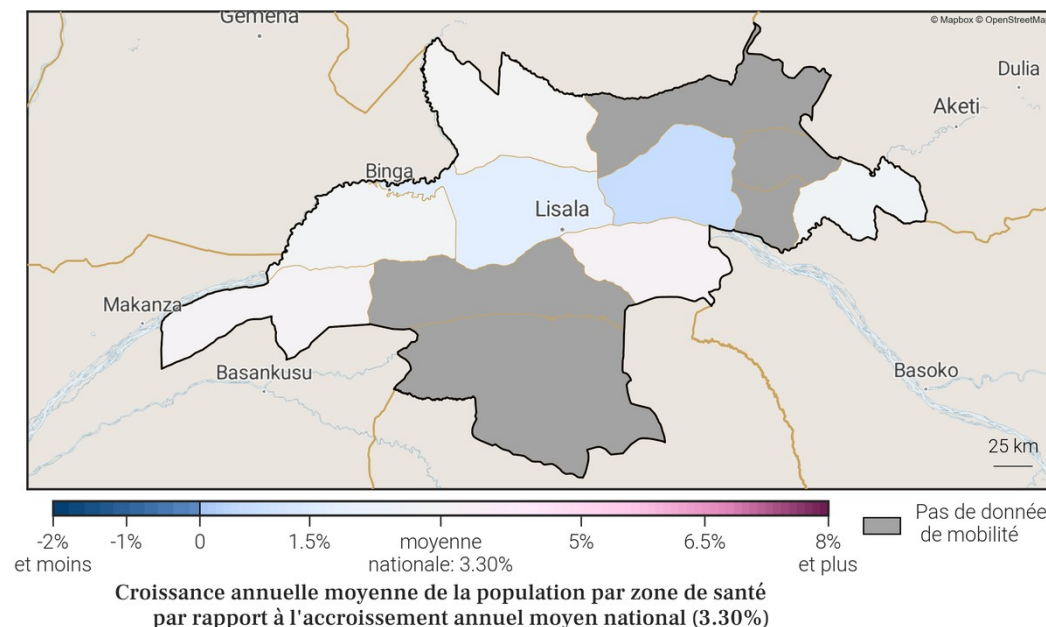 Gemena
© Mapbox © OpenStreetMap
Dulia
Aketi
Binga
Lisala
Makanza
Basankusu
Basoko
25 km
-2%
et moins
-1%
0
1.5%
moyenne
nationale: 3.30%
5%
6.5%
8%
et plus
Pas de donnée
de mobilité
Croissance annuelle moyenne de la population par zone de santé
par rapport à l'accroissement annuel moyen national (3.30%)